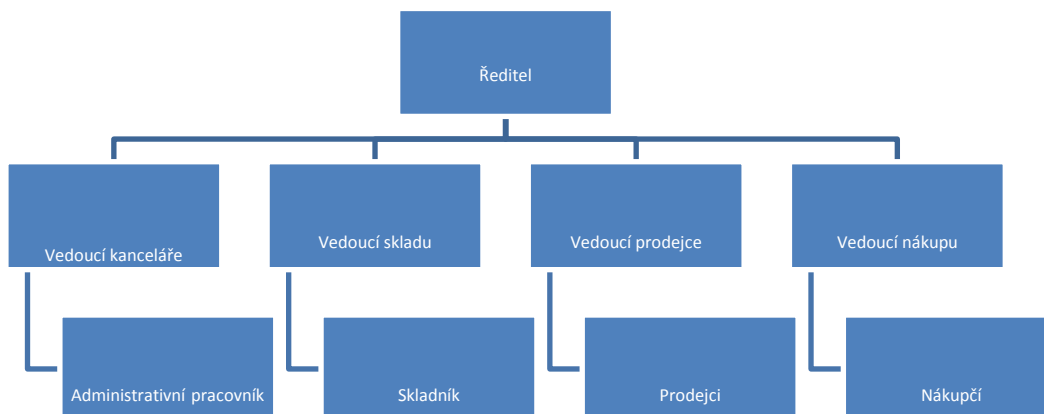 Ředitel
Vedoucí kanceláře
Vedoucí skladu
Vedoucí prodejce
Vedoucí nákupu
Administrativní pracovník
Skladník
Prodejci
Nákupčí